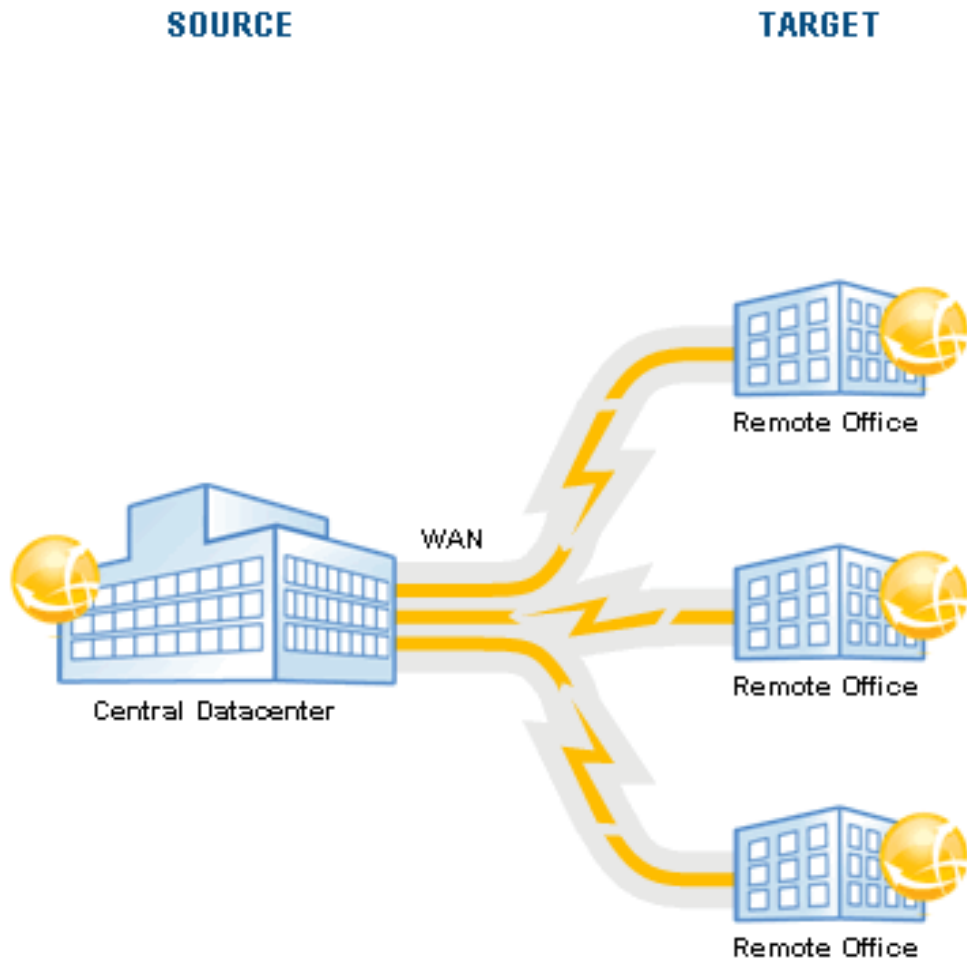 SOURCE
TARGET
Remote Office
WAN
Remote Office
Central Datacenter
Remote Office